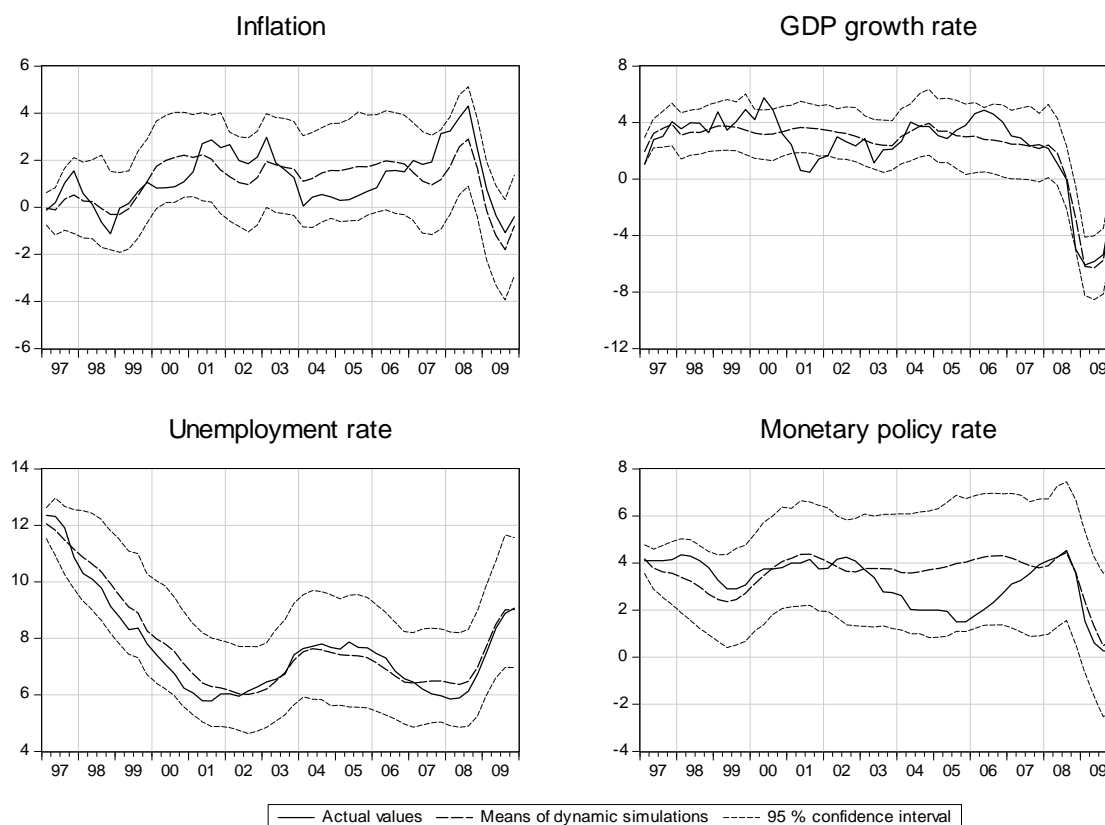 Inflation
GDP growth rate
6
4
2
0
-2
-4
-6
97 98 99 00 01 02 03 04 05 06 07 08 09
8
4
0
-4
-8
-12
97 98 99 00 01 02 03 04 05 06 07 08 09
Unemployment rate
Monetary policy rate
14
12
10
8
6
4
97 98 99 00 01 02 03 04 05 06 07 08 09
8
6
4
2
0
-2
-4
97 98 99 00 01 02 03 04 05 06 07 08 09
Actual values Means of dynamic simulations 95 % confidence interval